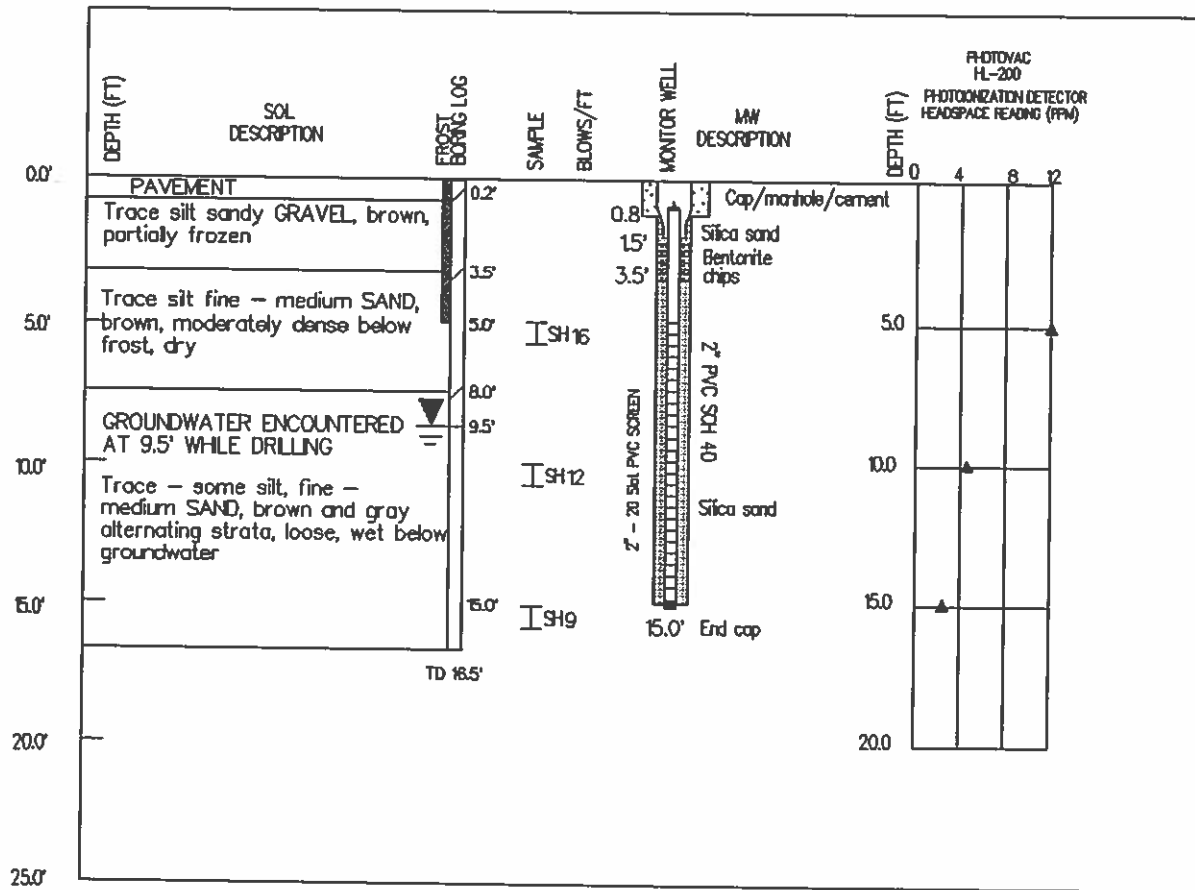 DEPTH (FT)
SOIL
DESCRIPTION
FROST
BORING LOG
SAMPLE
BLOWS/FT
MONITOR WELL
MW
DESCRIPTION
DEPTH (FT)
PHOTOVAC
HL-200
PHOTOIONIZATION DETECTOR
HEADSPACE READING (PPM)
0 4 8 12
0.0'
PAVEMENT
0.2'
Cap/manhole/cement
Trace silt sandy GRAVEL, brown,
partially frozen
0.8
Silica sand
1.5'
Bentonite
chips
3.5'
3.5'
Trace silt fine – medium SAND,
brown, moderately dense below
frost, dry
5.0'
5.0'
SH16
5.0
8.0'
GROUNDWATER ENCOUNTERED
AT 9.5' WHILE DRILLING
9.5'
2" – 20 Slot PVC SCREEN
2" PVC SCH 40
10.0'
SH12
10.0
Trace – some silt, fine –
medium SAND, brown and gray
alternating strata, loose, wet below
groundwater
Silica sand
15.0'
15.0'
SH9
15.0' End cap
15.0
TD 16.5'
20.0'
20.0
25.0'